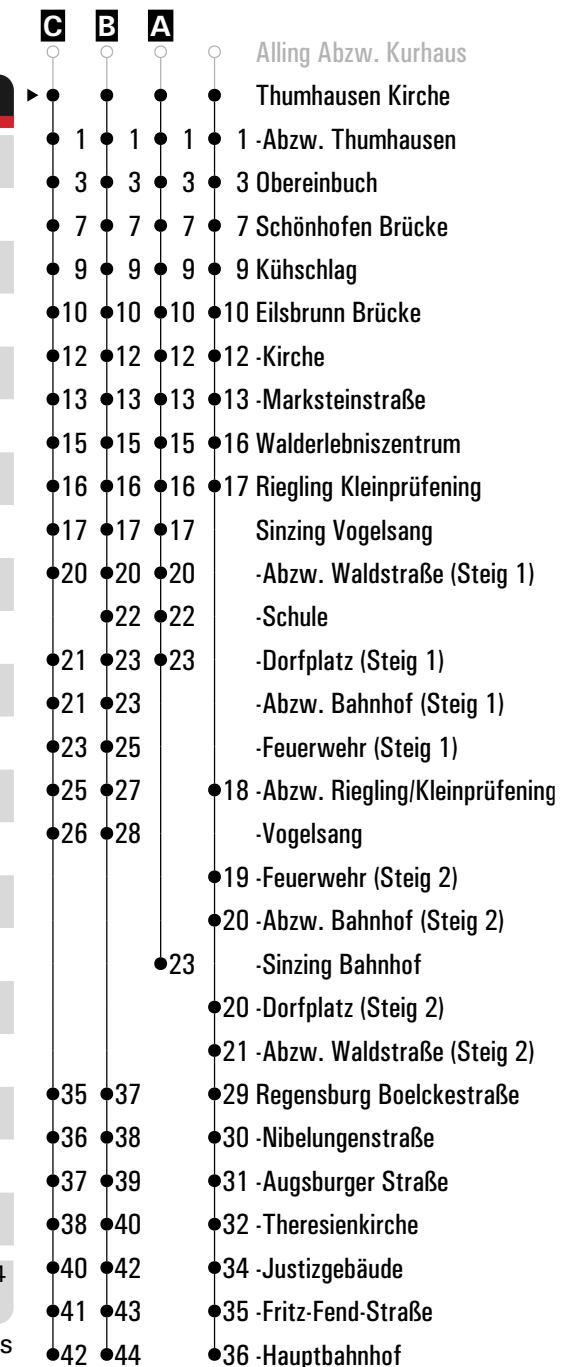 C B A
Alling Abzw. Kurhaus
Thumhausen Kirche
1 1 1 1 -Abzw. Thumhausen
3 3 3 3 Obereinbuch
7 7 7 7 Schönhofen Brücke
9 9 9 9 Kühschlag
10 10 10 10 Eilsbrunn Brücke
12 12 12 12 -Kirche
13 13 13 13 -Marksteinstraße
15 15 15 16 Walderlebniszentrum
16 16 16 17 Riegling Kleinprüfening
17 17 17 Sinzing Vogelsang
20 20 20 -Abzw. Waldstraße (Steig 1)
22 22 -Schule
21 23 23 -Dorfplatz (Steig 1)
21 23 -Abzw. Bahnhof (Steig 1)
23 25 -Feuerwehr (Steig 1)
25 27 18 -Abzw. Riegling/Kleinprüfening
26 28 -Vogelsang
19 -Feuerwehr (Steig 2)
20 -Abzw. Bahnhof (Steig 2)
23 -Sinzing Bahnhof
20 -Dorfplatz (Steig 2)
21 -Abzw. Waldstraße (Steig 2)
35 37 29 Regensburg Boelckestraße
36 38 30 -Nibelungenstraße
37 39 31 -Augsburger Straße
38 40 32 -Theresienkirche
4 40 42 34 -Justizgebäude
41 43 35 -Fritz-Fend-Straße
s 42 44 36 -Hauptbahnhof